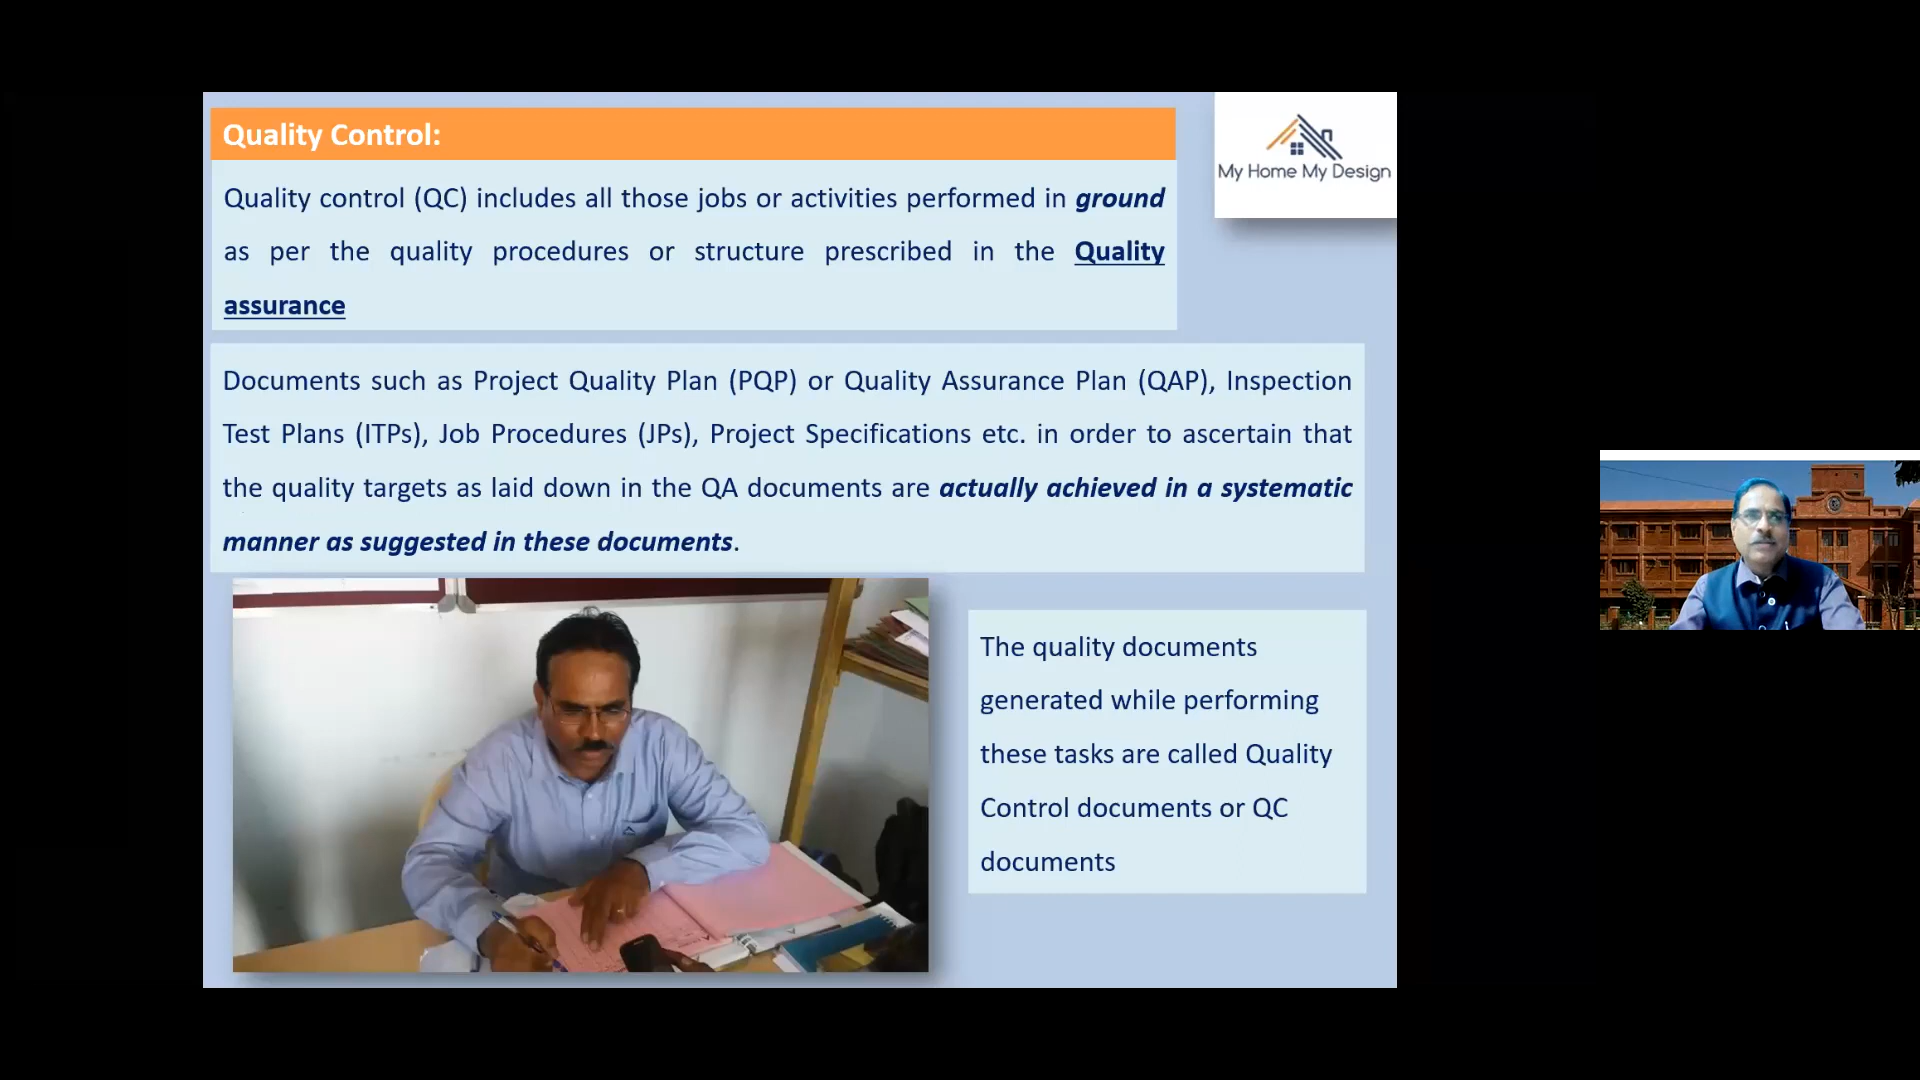 Quality Control:
My Home My Design
Quality control (QC) includes all those jobs or activities performed in ground
as per the quality procedures or structure prescribed in the Quality
assurance
Documents such as Project Quality Plan (PQP) or Quality Assurance Plan (QAP), Inspection
Test Plans (ITPs), Job Procedures (JPs), Project Specifications etc. in order to ascertain that
the quality targets as laid down in the QA documents are actually achieved in a systematic
manner as suggested in these documents.
The quality documents
generated while performing
these tasks are called Quality
Control documents or QC
documents